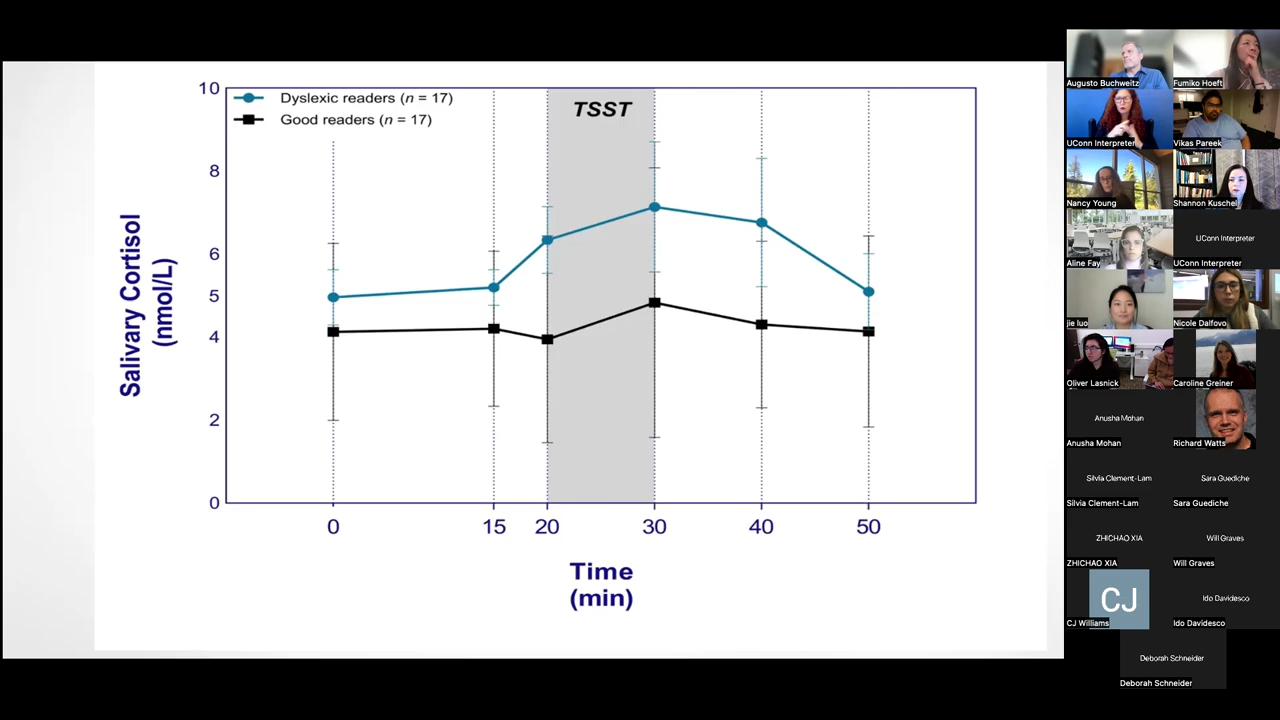 Dyslexic readers (n = 17)
Good readers (n = 17)
TSST
10
8
6
5
4
2
0
Salivary Cortisol
(nmol/L)
0 15 20 30 40 50
Time
(min)
Augusto Buchweitz
Fumiko Hoeft
UConn Interpreter
Vikas Pareek
Nancy Young
Shannon Kuschel
Aline Fay
UConn Interpreter
UConn Interpreter
jie luo
Nicole Dalfovo
Oliver Lasnick
Caroline Greiner
Anusha Mohan
Anusha Mohan
Richard Watts
Silvia Clement-Lam
Sara Guediche
Silvia Clement-Lam
Sara Guediche
ZHICHAO XIA
Will Graves
ZHICHAO XIA
Will Graves
CJ
Ido Davidesco
CJ Williams
Ido Davidesco
Deborah Schneider
Deborah Schneider